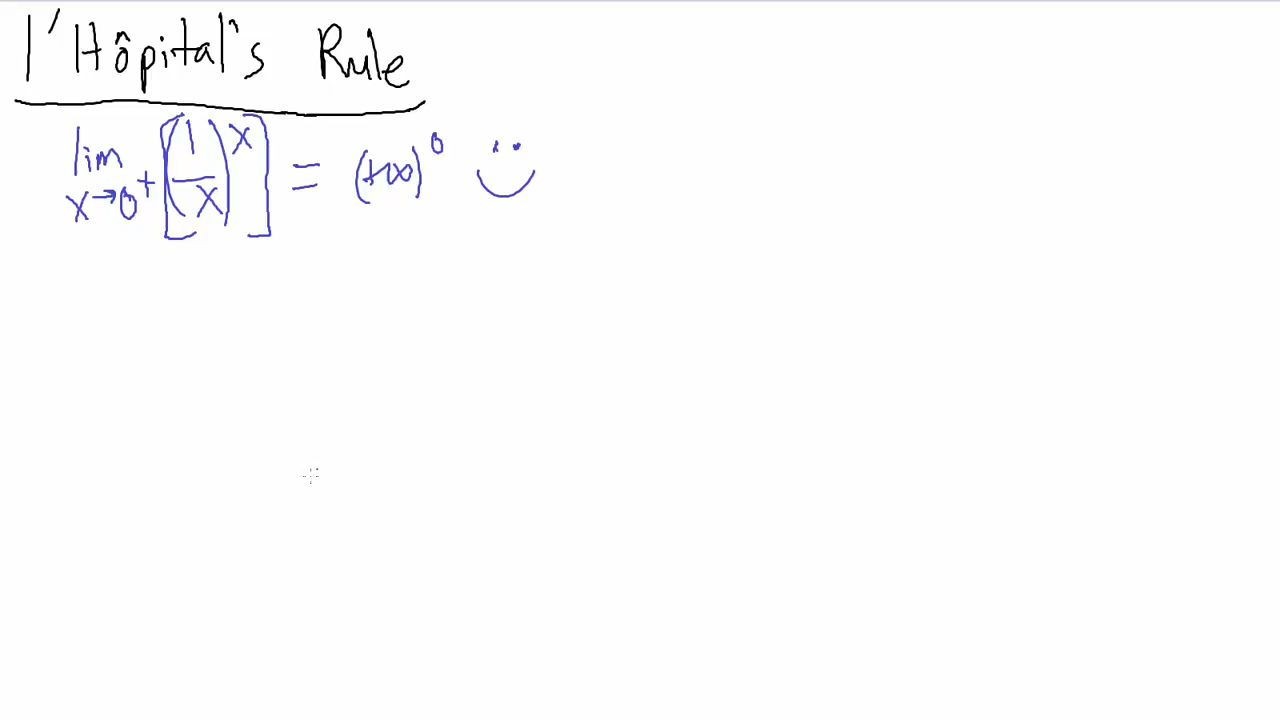 l'Hôpital's Rule
lim x→0⁺ [(1/x)^x] = (+∞)^0